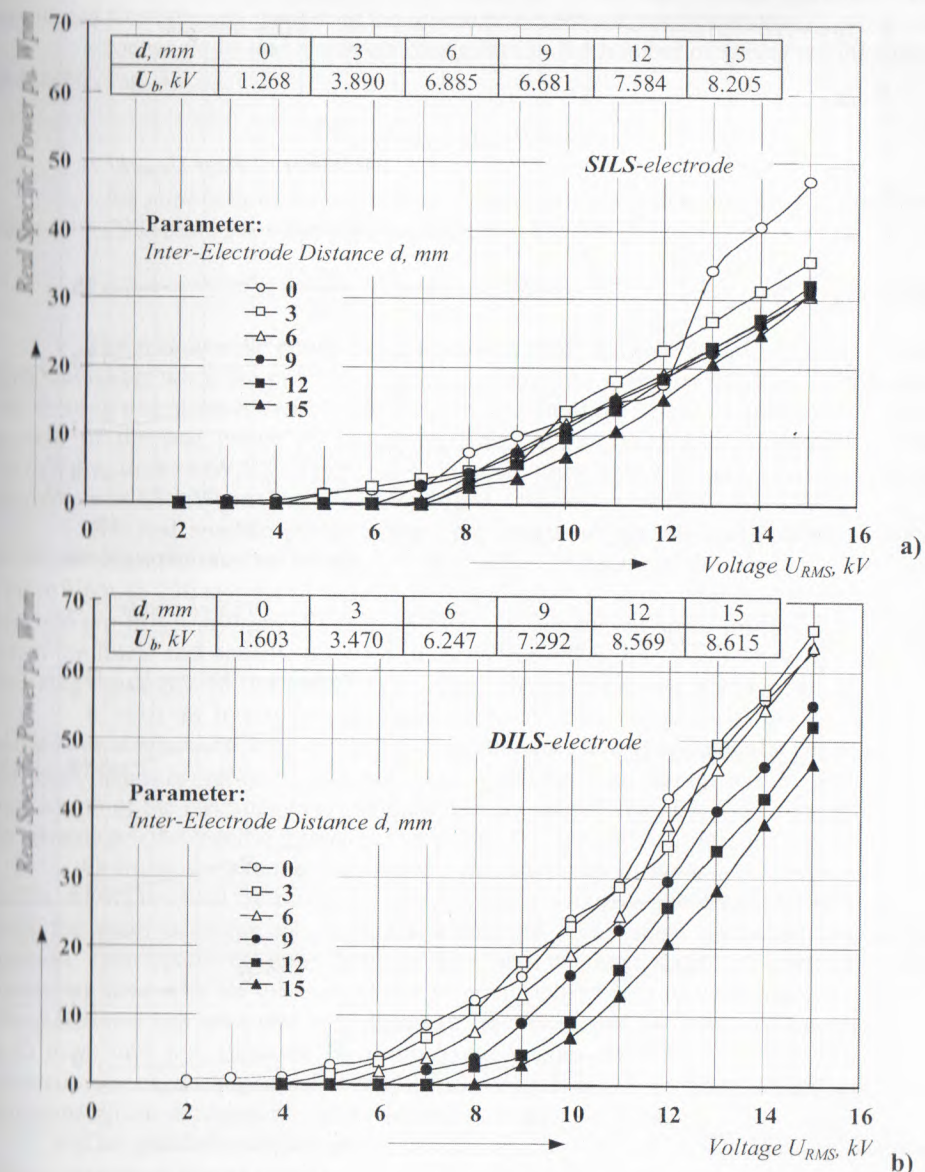 70
d, mm 0 3 6 9 12 15
U_b, kV 1.268 3.890 6.885 6.681 7.584 8.205
60
50
SILS-electrode
40
Parameter:
Inter-Electrode Distance d, mm
30
0
3
6
20
9
12
15
10
0
0 2 4 6 8 10 12 14 16
Voltage U_RMS, kV
a)
Real Specific Power p₀, Wpm
70
d, mm 0 3 6 9 12 15
U_b, kV 1.603 3.470 6.247 7.292 8.569 8.615
60
50
DILS-electrode
40
Parameter:
Inter-Electrode Distance d, mm
30
0
3
6
20
9
12
15
10
0
0 2 4 6 8 10 12 14 16
Voltage U_RMS, kV
b)
Real Specific Power p₀, Wpm